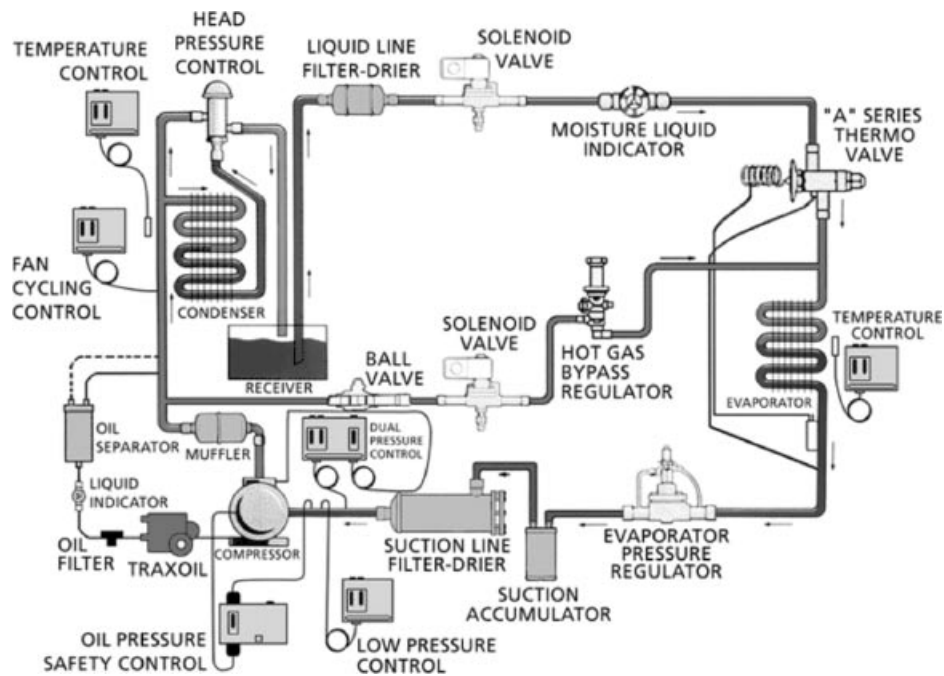 HEAD
PRESSURE
CONTROL
TEMPERATURE
CONTROL
LIQUID LINE
FILTER-DRIER
SOLENOID
VALVE
MOISTURE LIQUID
INDICATOR
"A" SERIES
THERMO
VALVE
FAN
CYCLING
CONTROL
CONDENSER
RECEIVER
BALL
VALVE
SOLENOID
VALVE
HOT GAS
BYPASS
REGULATOR
TEMPERATURE
CONTROL
EVAPORATOR
OIL
SEPARATOR
MUFFLER
DUAL
PRESSURE
CONTROL
LIQUID
INDICATOR
OIL
FILTER
TRAXOIL
COMPRESSOR
SUCTION LINE
FILTER-DRIER
SUCTION
ACCUMULATOR
EVAPORATOR
PRESSURE
REGULATOR
OIL PRESSURE
SAFETY CONTROL
LOW PRESSURE
CONTROL